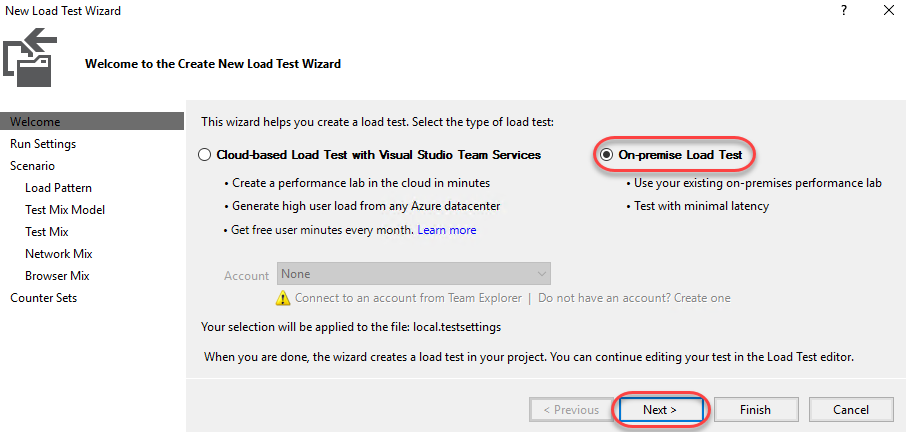 New Load Test Wizard
?
Welcome to the Create New Load Test Wizard
Welcome
Run Settings
Scenario
Load Pattern
Test Mix Model
Test Mix
Network Mix
Browser Mix
Counter Sets
This wizard helps you create a load test. Select the type of load test:
Cloud-based Load Test with Visual Studio Team Services
• Create a performance lab in the cloud in minutes
• Generate high user load from any Azure datacenter
• Get free user minutes every month. Learn more
On-premise Load Test
• Use your existing on-premises performance lab
• Test with minimal latency
Account None
Connect to an account from Team Explorer | Do not have an account? Create one
Your selection will be applied to the file: local.testsettings
When you are done, the wizard creates a load test in your project. You can continue editing your test in the Load Test editor.
< Previous Next > Finish Cancel